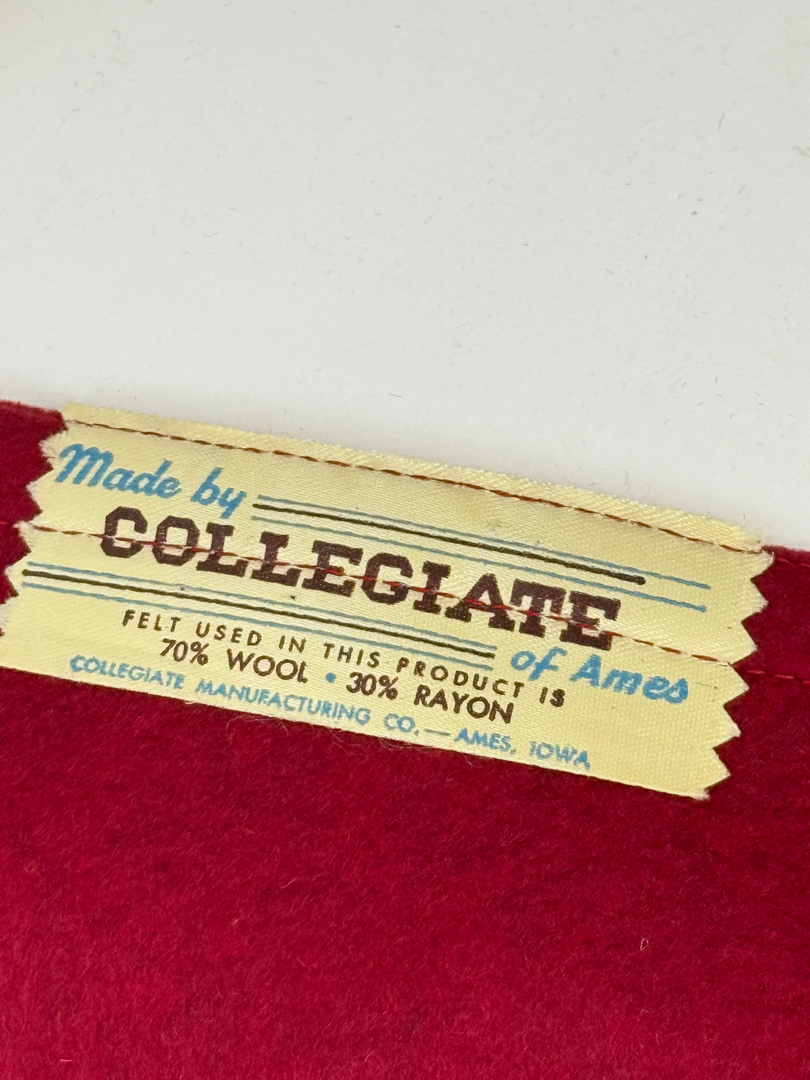 Made by
COLLEGIATE
of Ames
FELT USED IN THIS PRODUCT IS
70% WOOL • 30% RAYON
COLLEGIATE MANUFACTURING CO. — AMES, IOWA